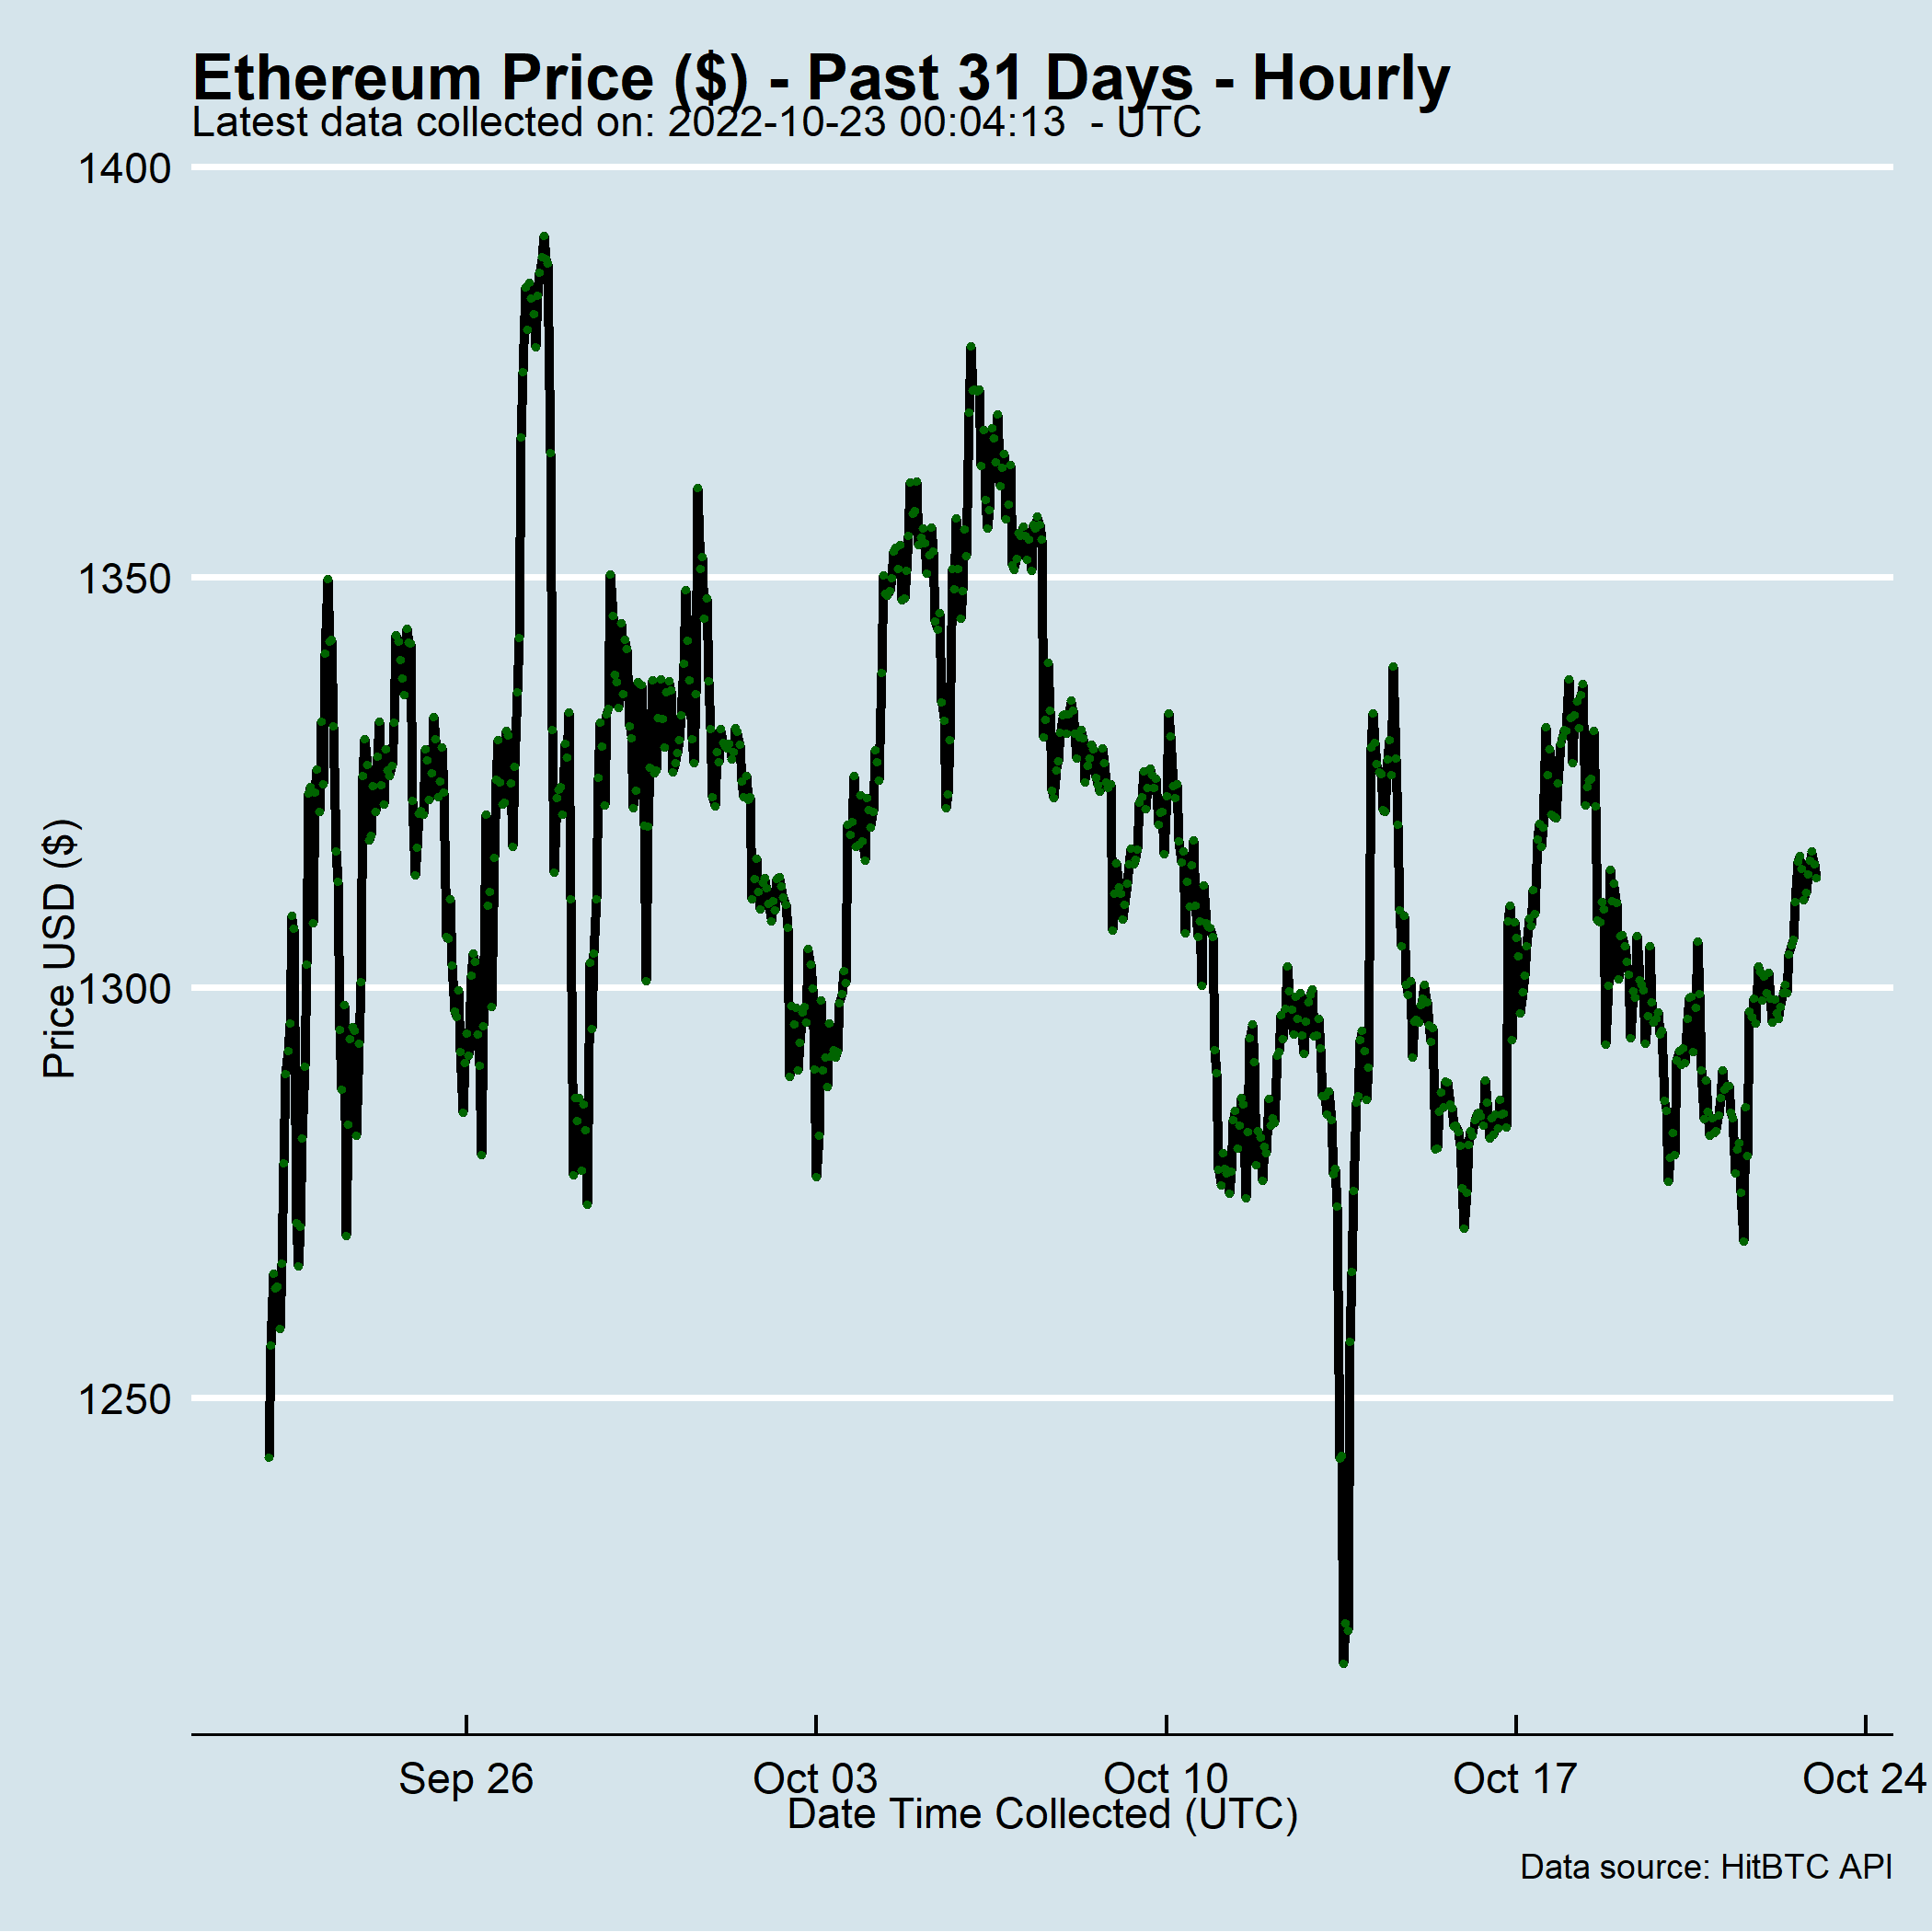 Ethereum Price ($) - Past 31 Days - Hourly
Latest data collected on: 2022-10-23 00:04:13  - UTC
1400
1350
1300
1250
Price USD ($)
Sep 26
Oct 03
Oct 10
Oct 17
Oct 24
Date Time Collected (UTC)
Data source: HitBTC API